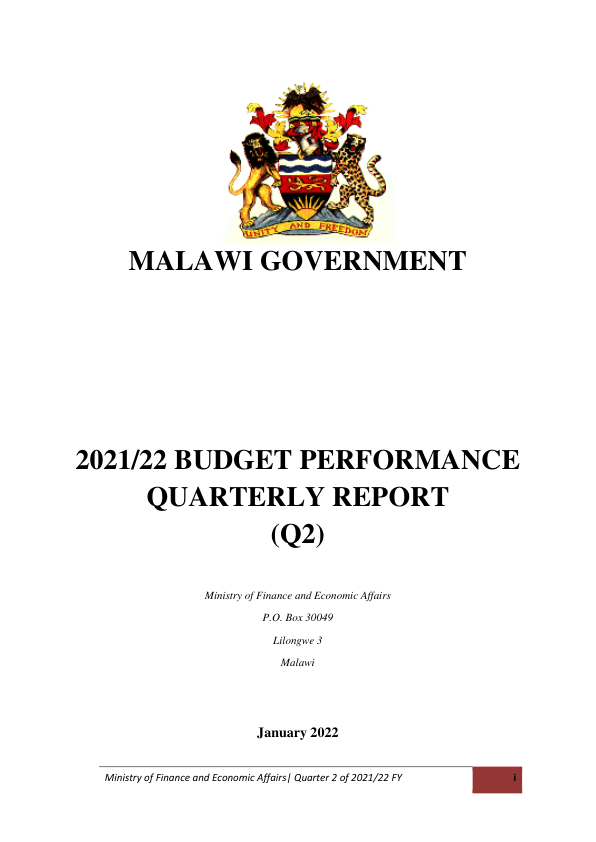 UNITY AND FREEDOM
MALAWI GOVERNMENT
2021/22 BUDGET PERFORMANCE
QUARTERLY REPORT
(Q2)
Ministry of Finance and Economic Affairs
P.O. Box 30049
Lilongwe 3
Malawi
January 2022
Ministry of Finance and Economic Affairs| Quarter 2 of 2021/22 FY i